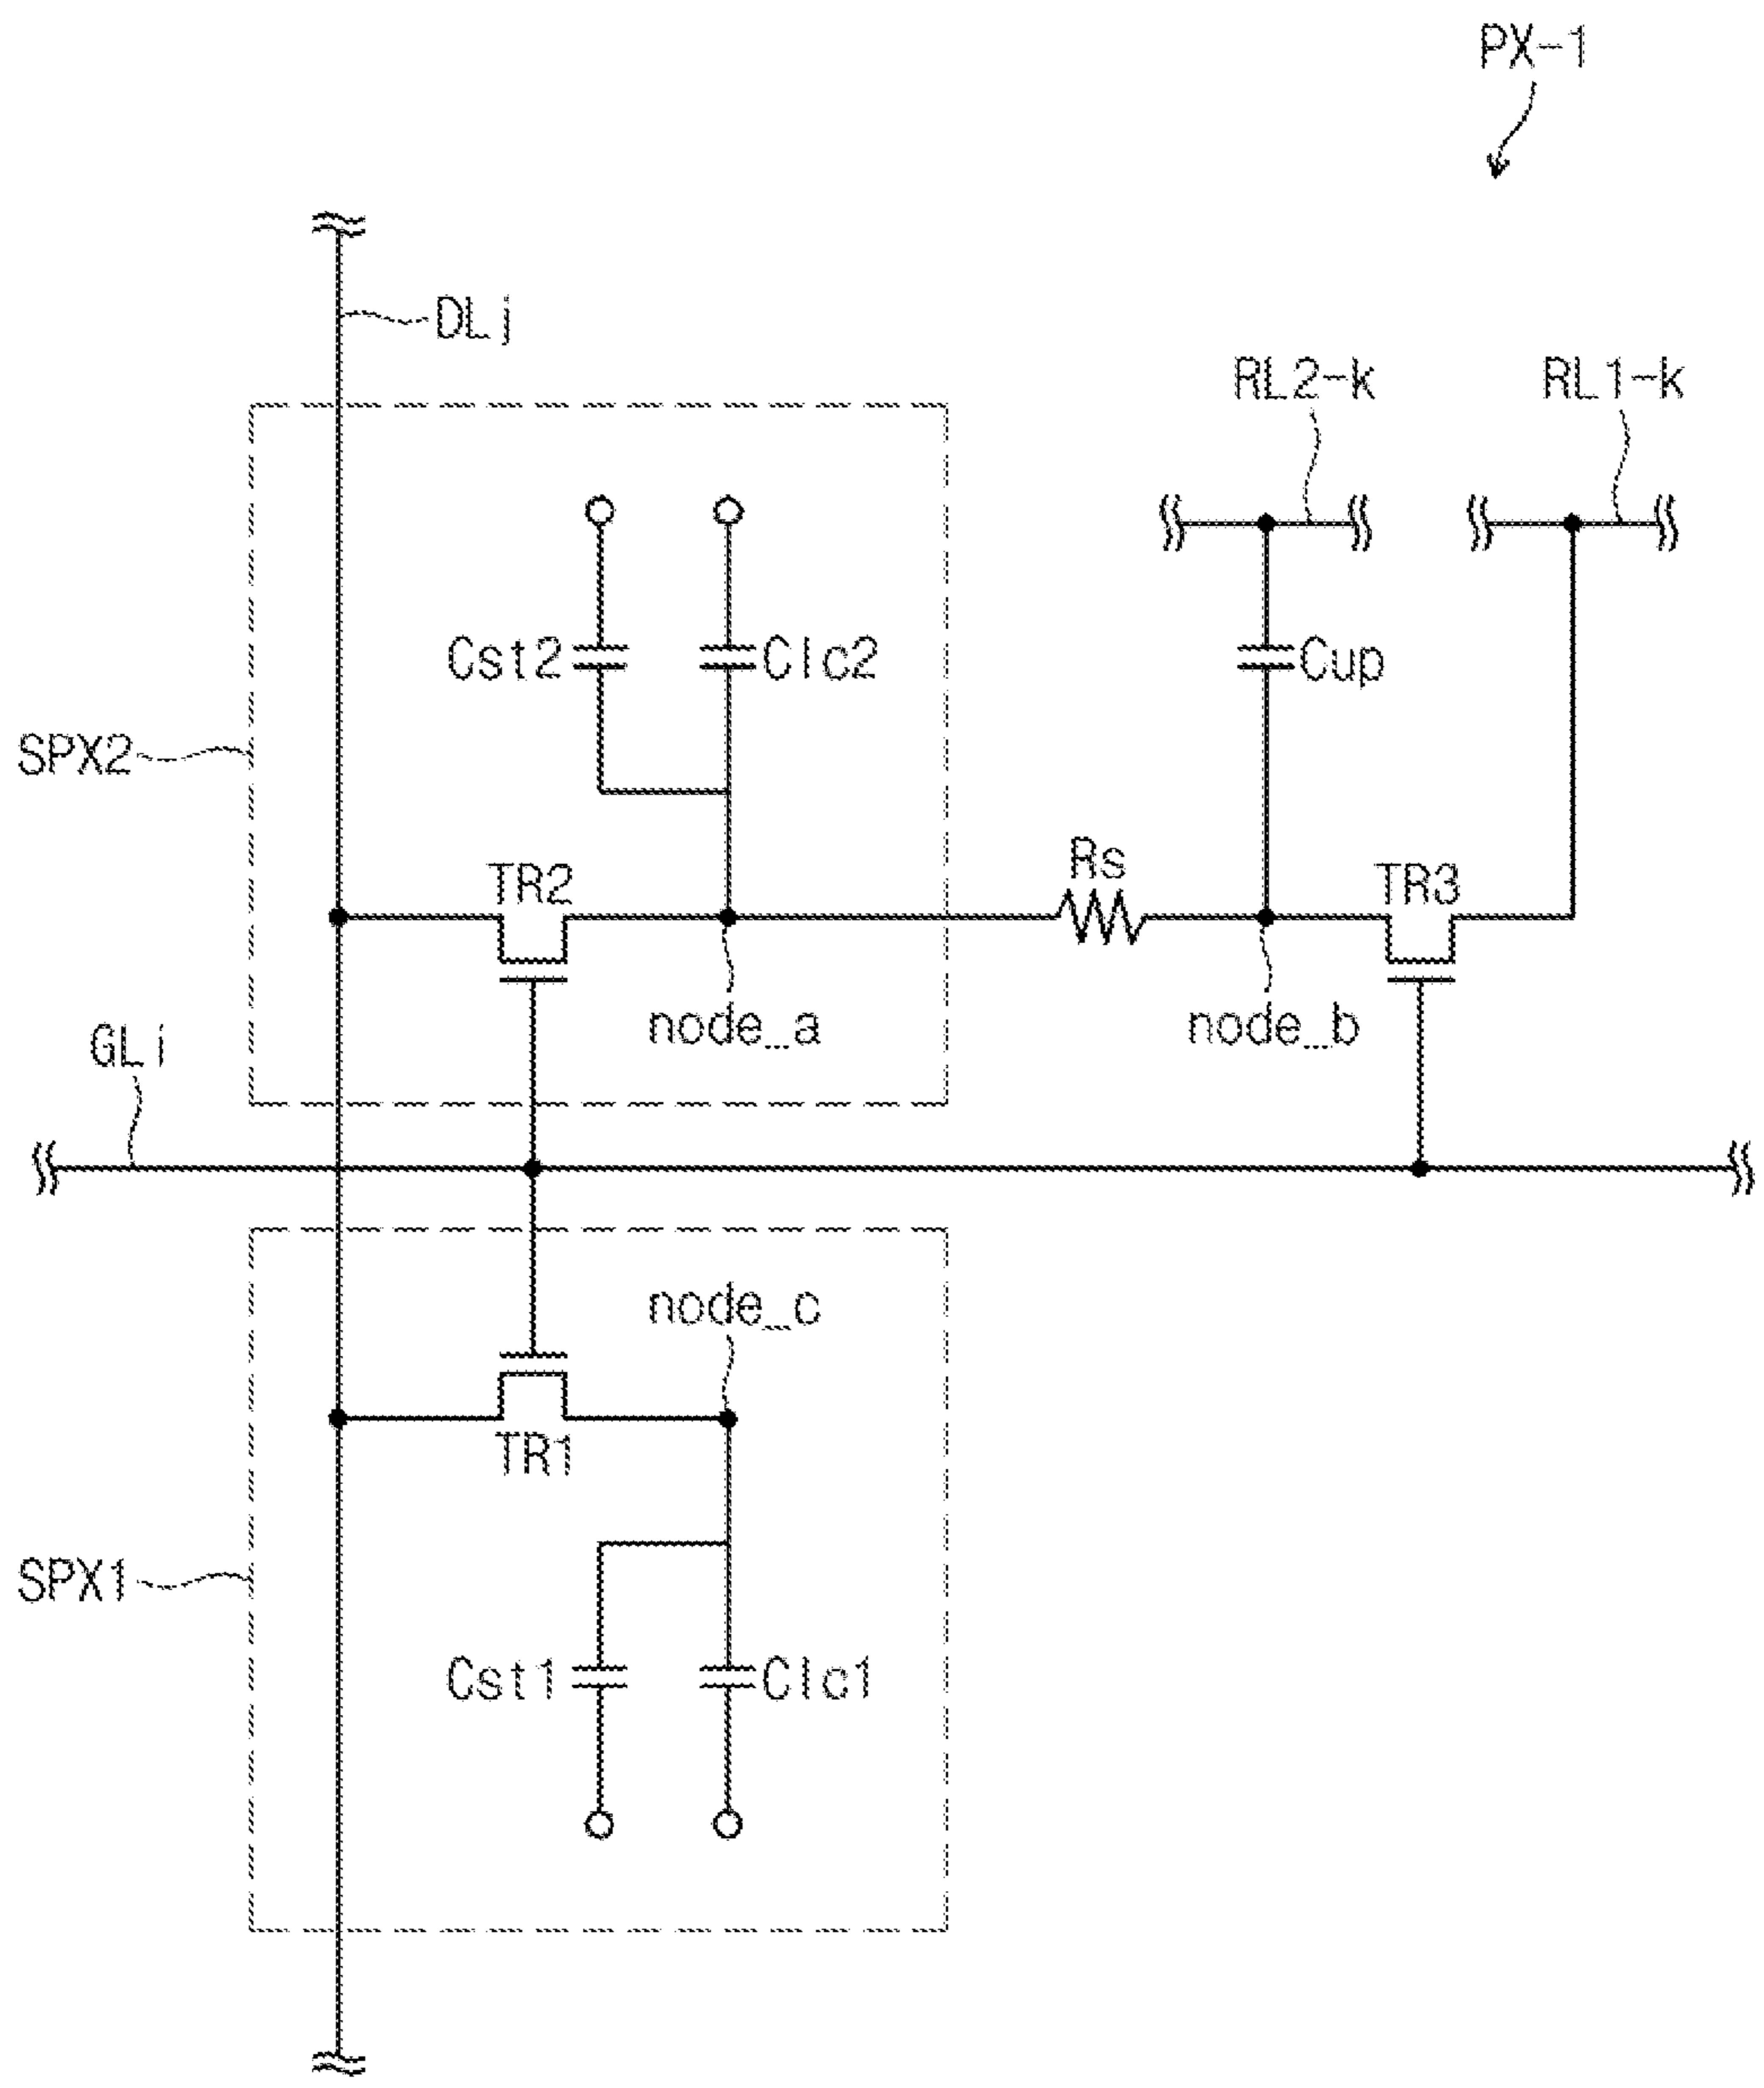 PX-1
DLj
RL2-k
RL1-k
Cst2
Clc2
Cup
SPX2
TR2
Rs
TR3
node_a
node_b
GLi
node_c
TR1
SPX1
Cst1
Clc1